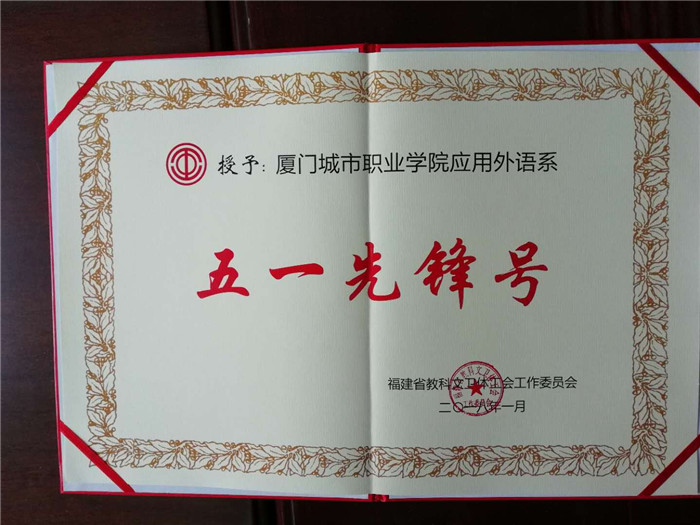 授予：厦门城市职业学院应用外语系
五一先锋号
福建省教科文卫体工会工作委员会
二〇一八年一月